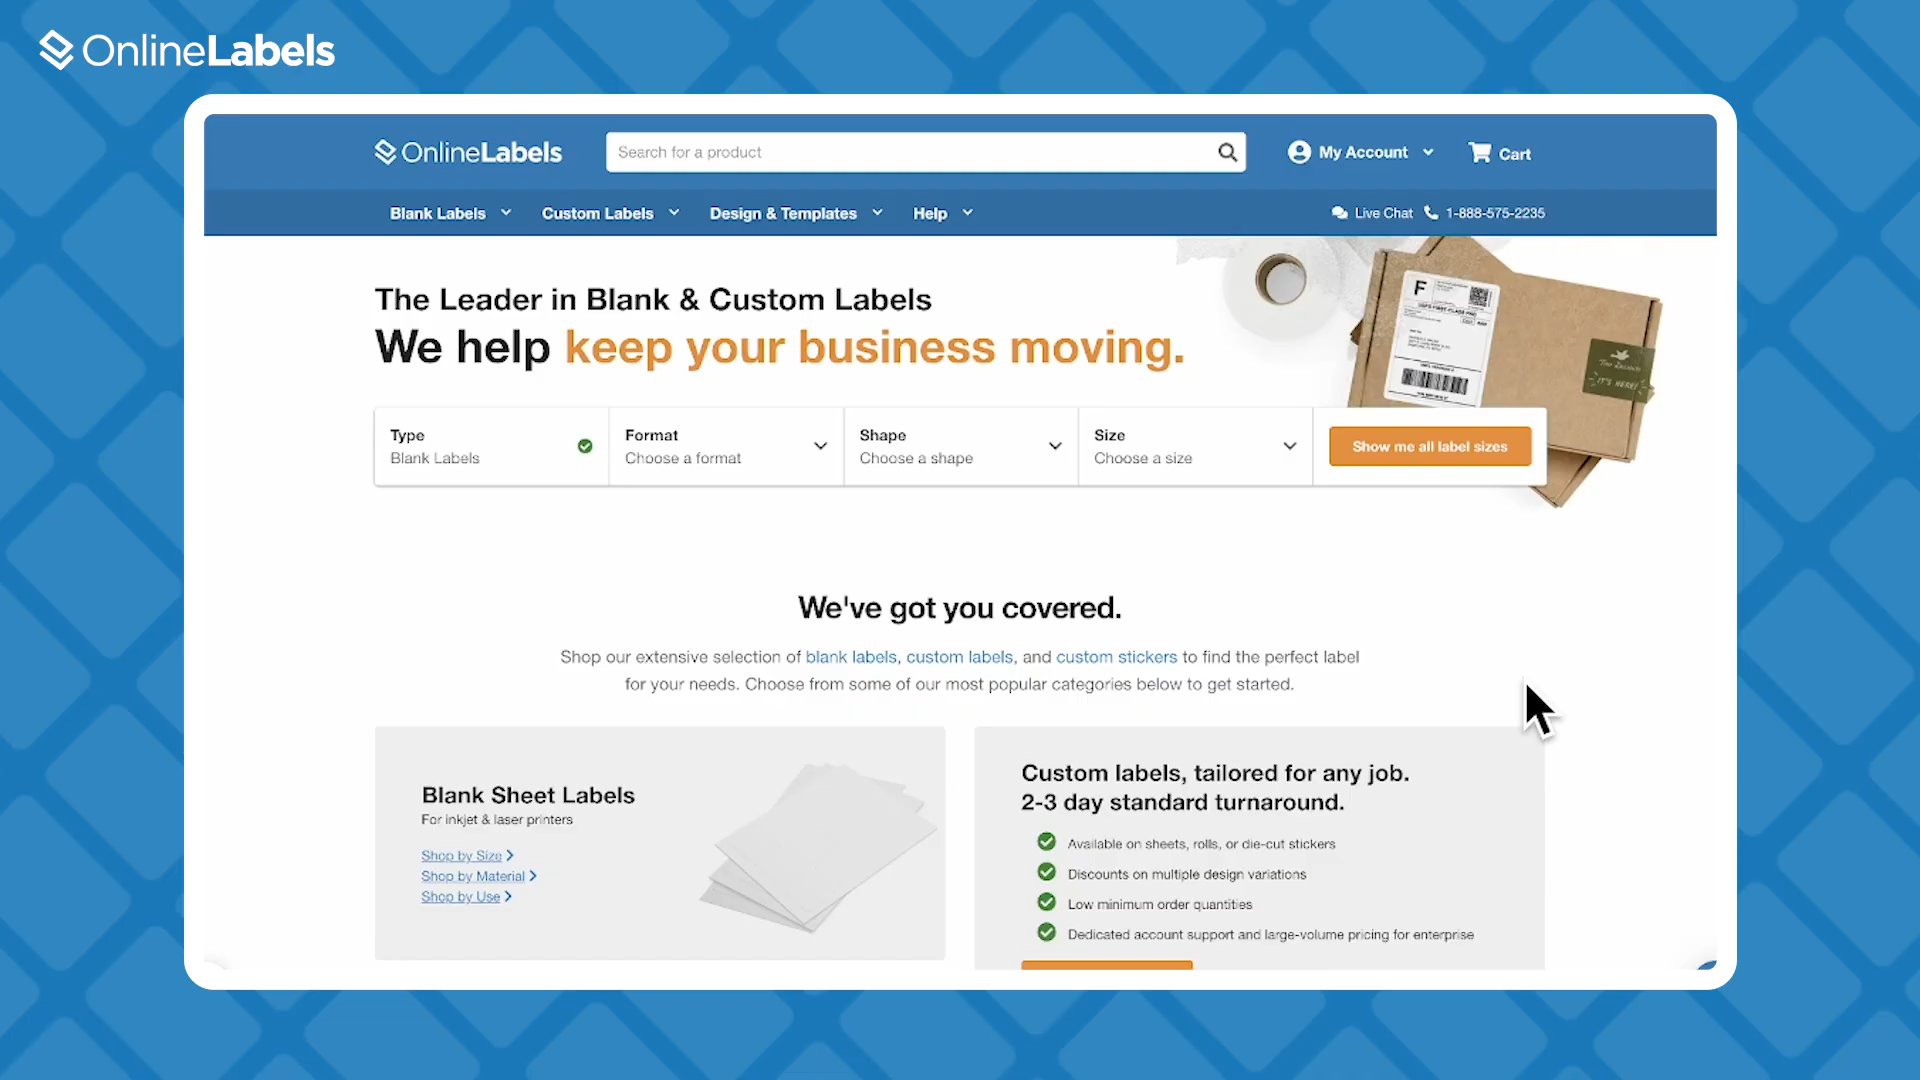 OnlineLabels
OnlineLabels
Search for a product
My Account
Cart
Blank Labels
Custom Labels
Design & Templates
Help
Live Chat
1-888-575-2235
The Leader in Blank & Custom Labels
We help keep your business moving.
F
IT'S HERE!
Type
Blank Labels
Format
Choose a format
Shape
Choose a shape
Size
Choose a size
Show me all label sizes
We've got you covered.
Shop our extensive selection of blank labels, custom labels, and custom stickers to find the perfect label
for your needs. Choose from some of our most popular categories below to get started.
Blank Sheet Labels
For inkjet & laser printers
Shop by Size
Shop by Material
Shop by Use
Custom labels, tailored for any job.
2-3 day standard turnaround.
Available on sheets, rolls, or die-cut stickers
Discounts on multiple design variations
Low minimum order quantities
Dedicated account support and large-volume pricing for enterprise